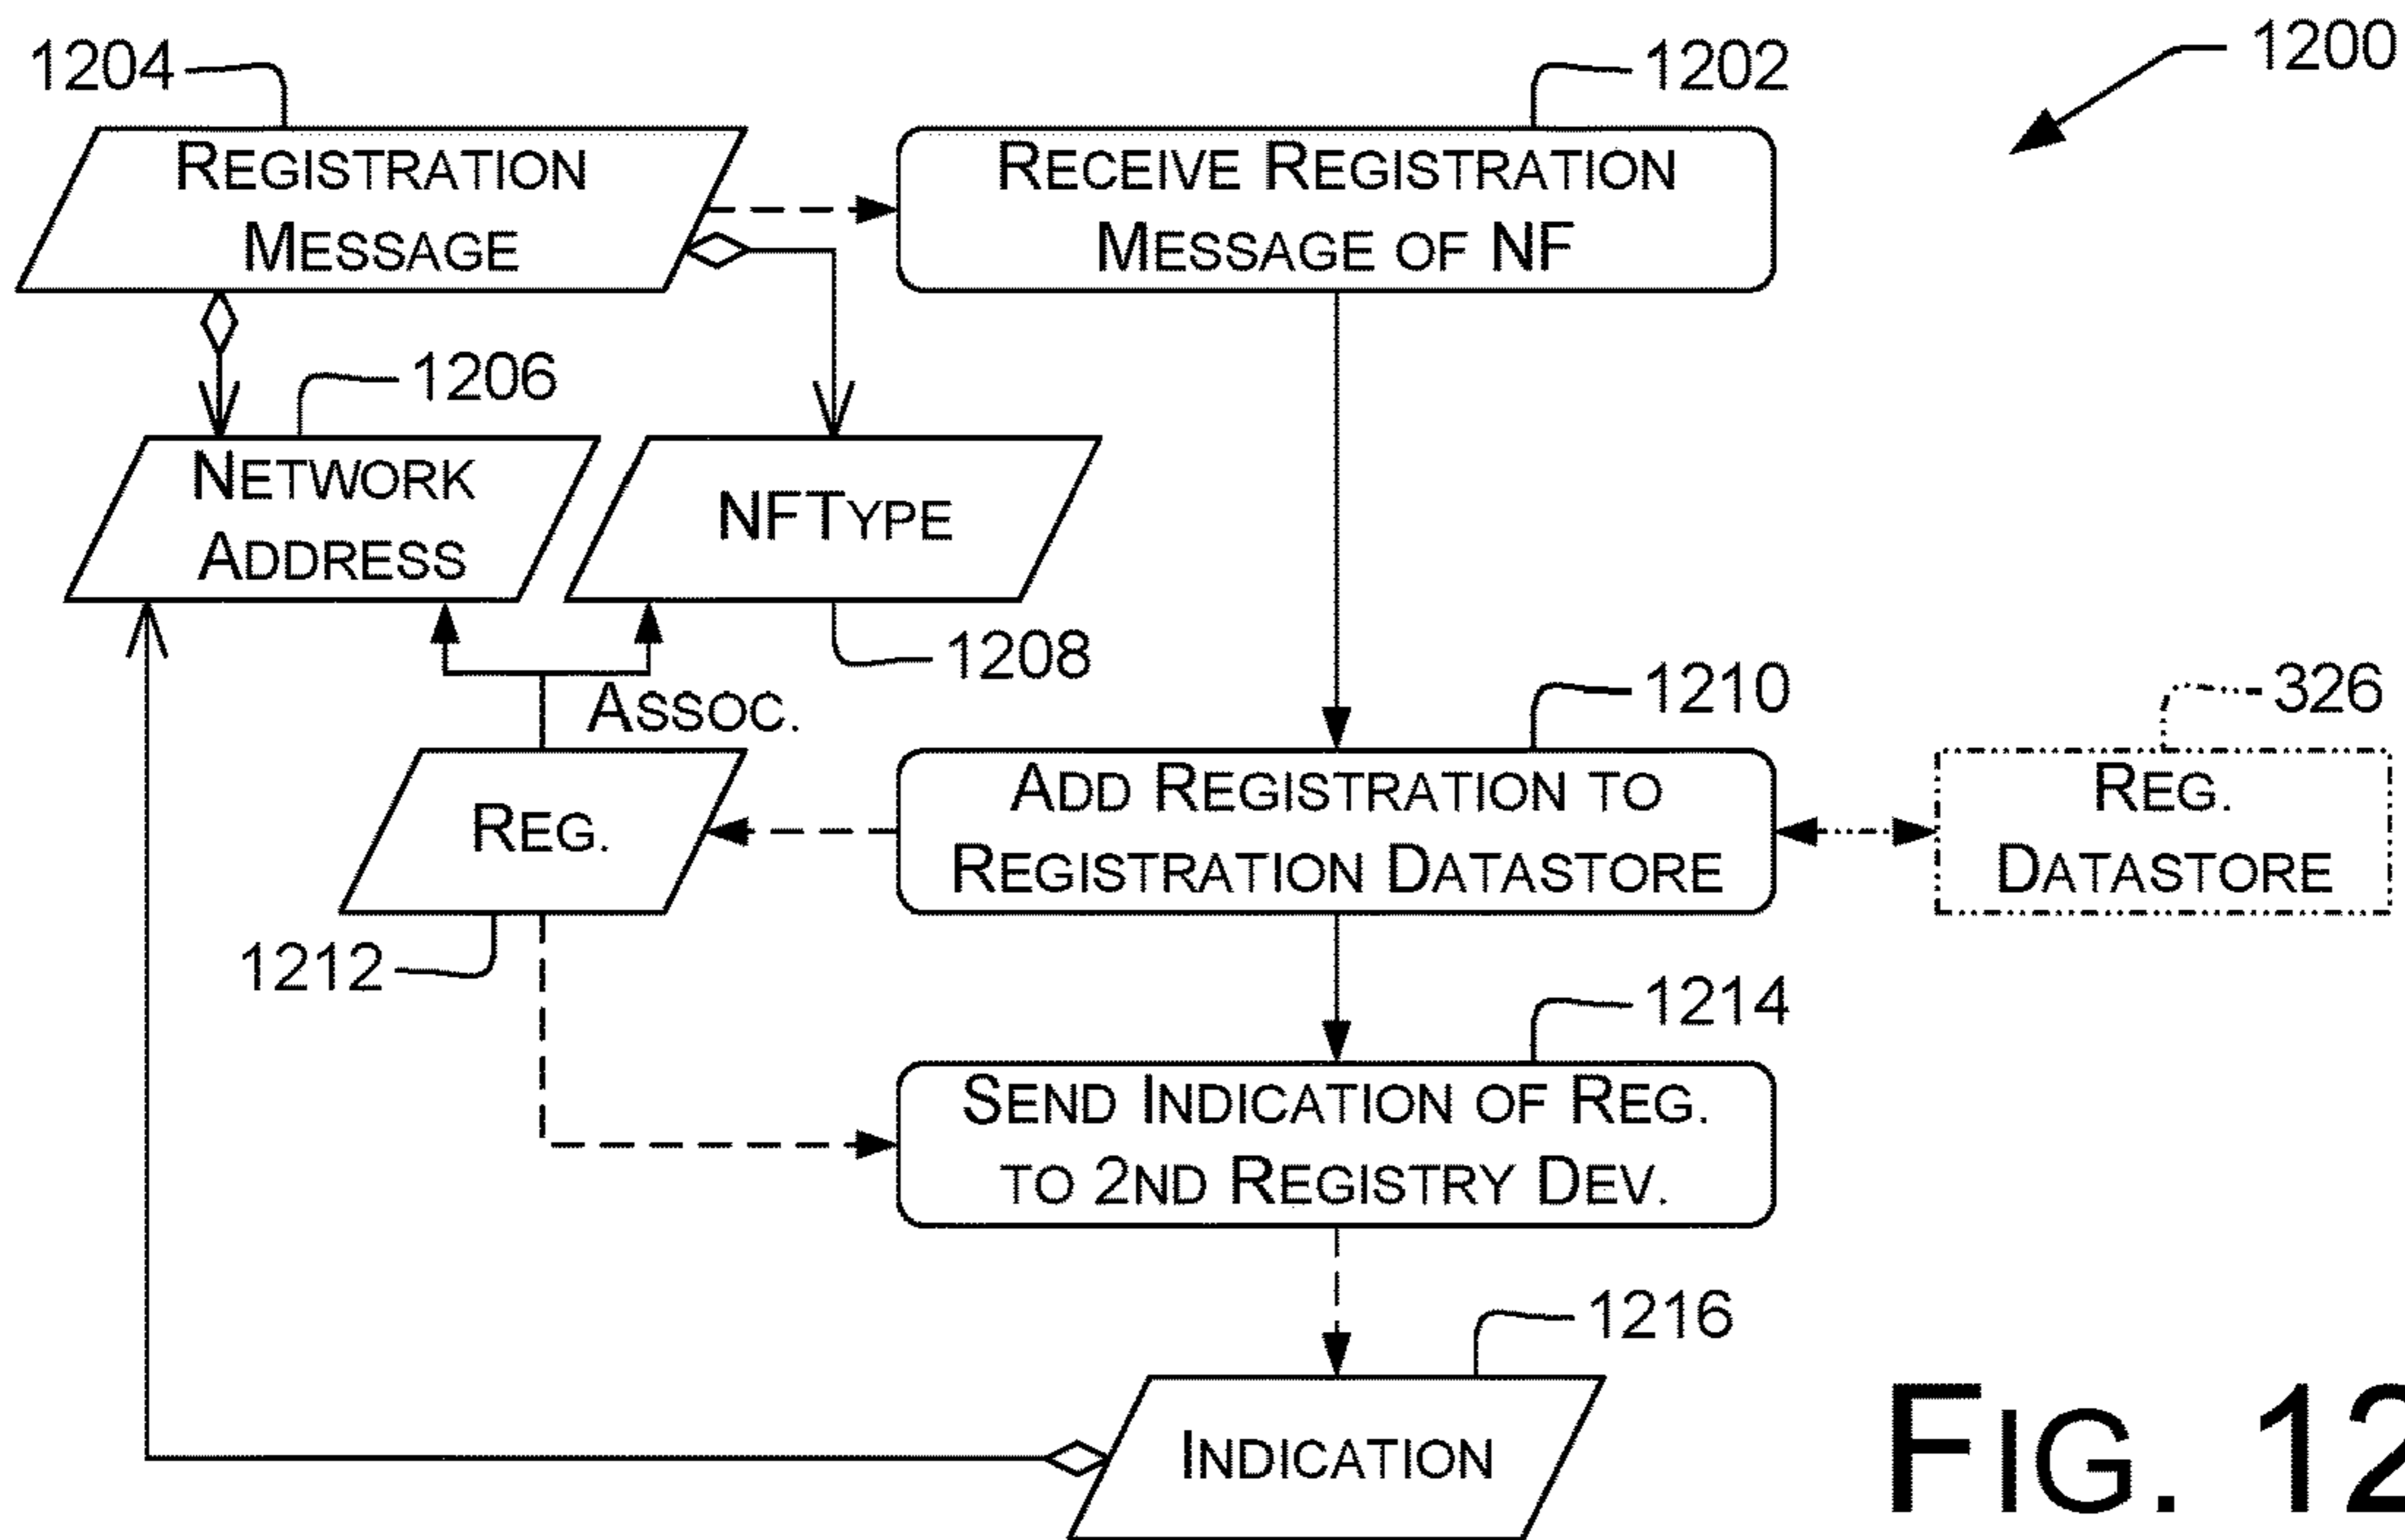 1204
1202
1200
REGISTRATION
MESSAGE
RECEIVE REGISTRATION
MESSAGE OF NF
1206
NETWORK
ADDRESS
NFTYPE
1208
ASSOC.
1210
326
REG.
ADD REGISTRATION TO
REGISTRATION DATASTORE
REG.
DATASTORE
1212
1214
SEND INDICATION OF REG.
TO 2ND REGISTRY DEV.
1216
INDICATION
FIG. 12